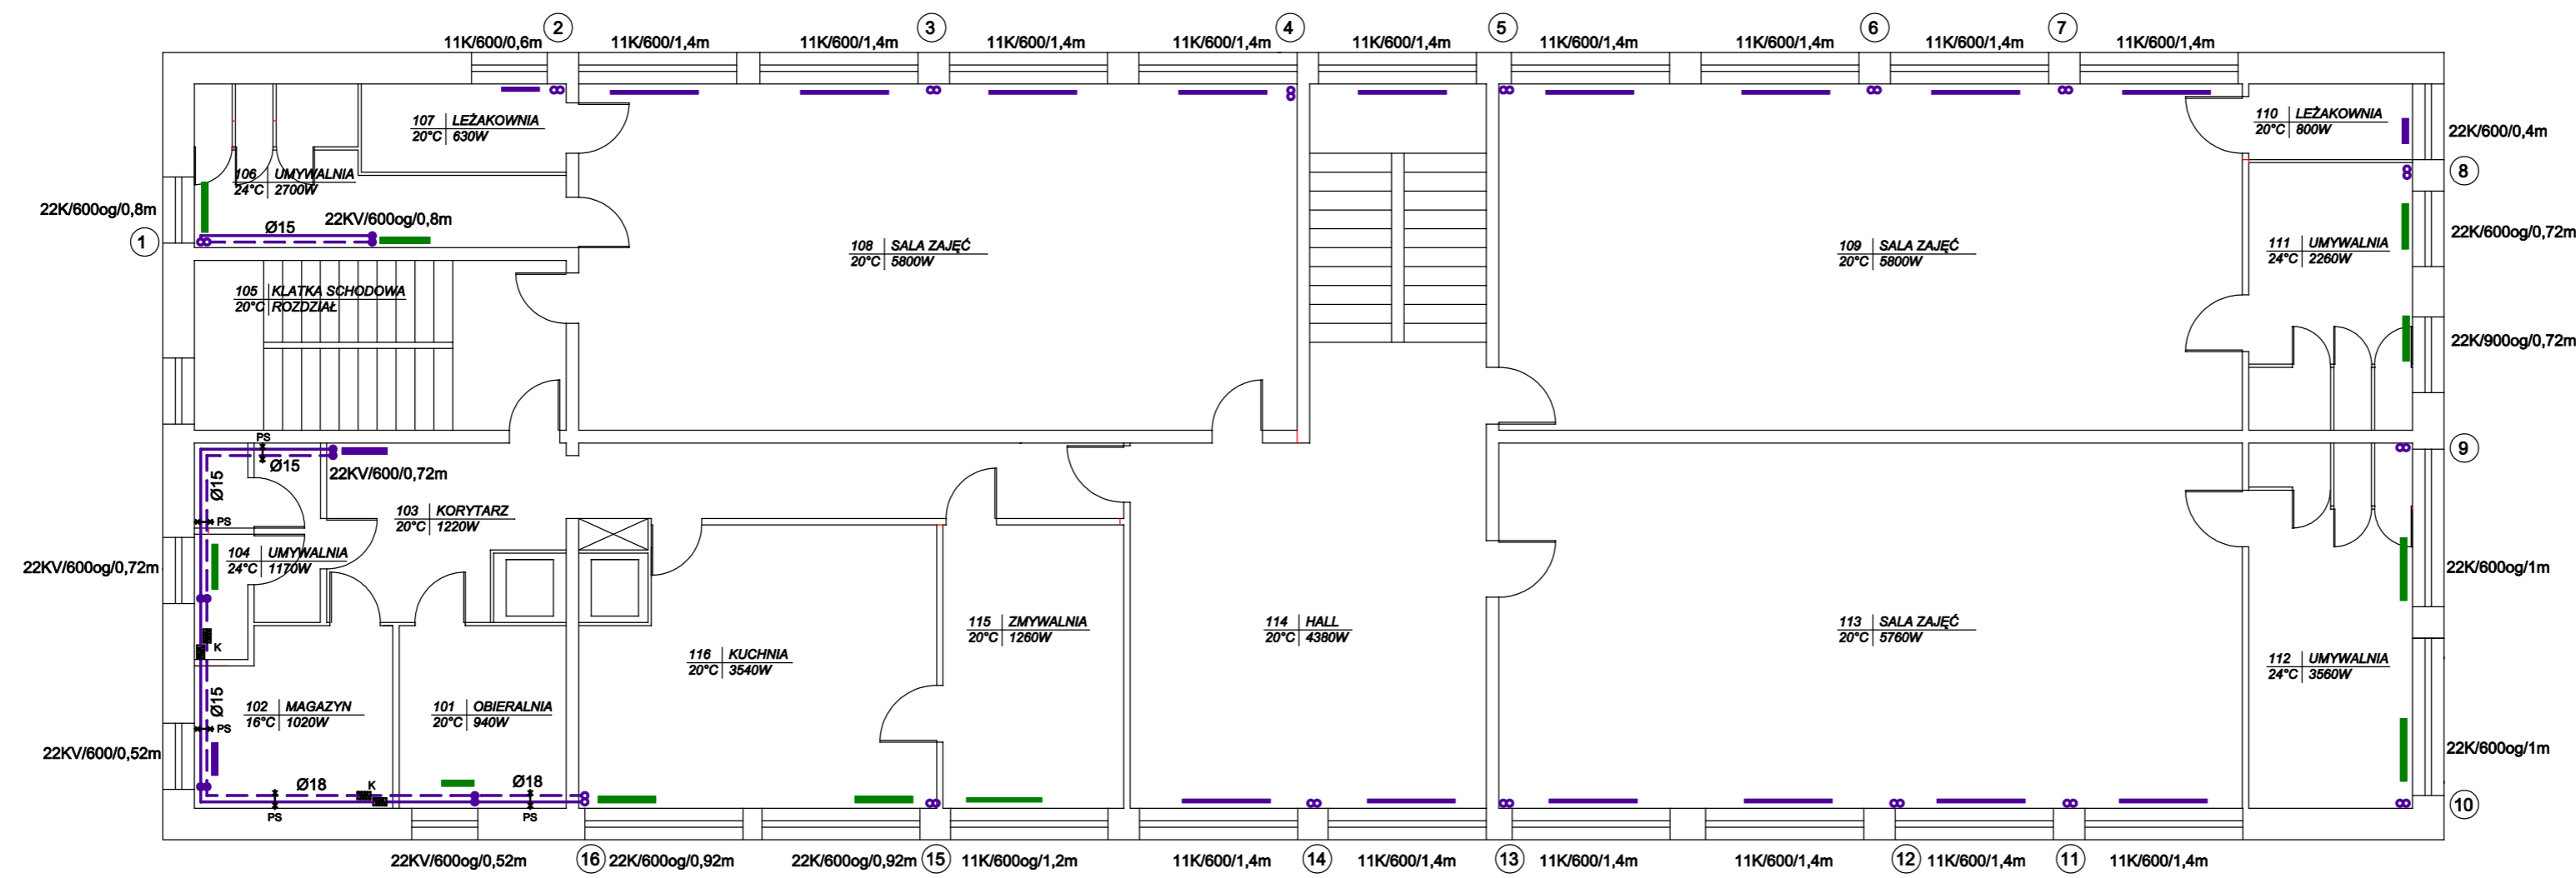 2
3
4
5
6
7
11K/600/0,6m
11K/600/1,4m
11K/600/1,4m
11K/600/1,4m
11K/600/1,4m
11K/600/1,4m
11K/600/1,4m
11K/600/1,4m
11K/600/1,4m
11K/600/1,4m
107 LEŻAKOWNIA
20°C 630W
110 LEŻAKOWNIA
20°C 800W
22K/600/0,4m
106 UMYWALNIA
24°C 2700W
8
22K/600og/0,8m
22KV/600og/0,8m
Ø15
1
108 SALA ZAJĘĆ
20°C 5800W
109 SALA ZAJĘĆ
20°C 5800W
111 UMYWALNIA
24°C 2260W
22K/600og/0,72m
105 KLATKA SCHODOWA
20°C ROZDZIAŁ
22K/900og/0,72m
PS
Ø15
Ø15
22KV/600/0,72m
9
PS
103 KORYTARZ
20°C 1220W
104 UMYWALNIA
24°C 1170W
22KV/600og/0,72m
22K/600og/1m
K
116 KUCHNIA
20°C 3540W
115 ZMYWALNIA
20°C 1260W
114 HALL
20°C 4380W
113 SALA ZAJĘĆ
20°C 5760W
112 UMYWALNIA
24°C 3560W
Ø15
102 MAGAZYN
16°C 1020W
101 OBIERALNIA
20°C 940W
PS
22KV/600/0,52m
22K/600og/1m
Ø18
K
Ø18
PS
PS
10
22KV/600og/0,52m
16
22K/600og/0,92m
22K/600og/0,92m
15
11K/600og/1,2m
11K/600/1,4m
14
11K/600/1,4m
13
11K/600/1,4m
11K/600/1,4m
12
11K/600/1,4m
11
11K/600/1,4m